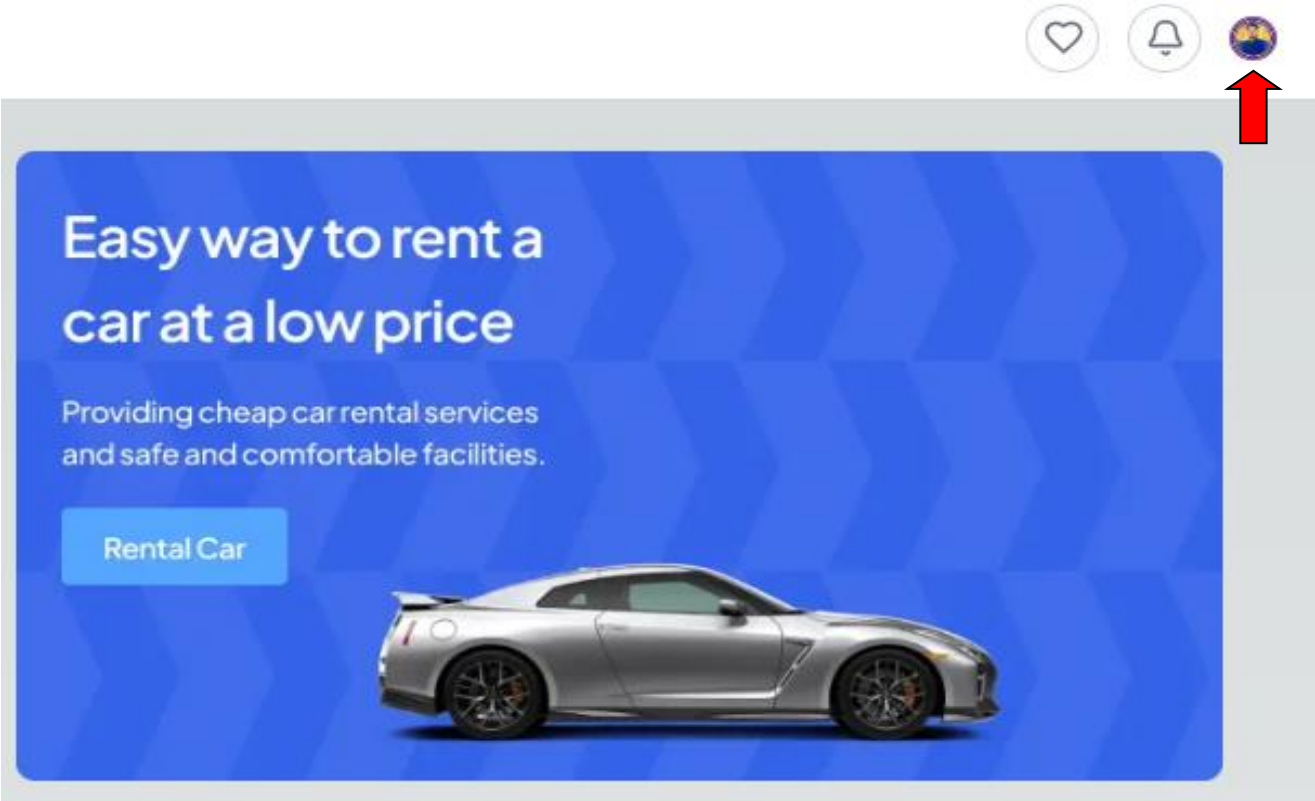 Easy way to rent a
car at a low price
Providing cheap car rental services
and safe and comfortable facilities.
Rental Car